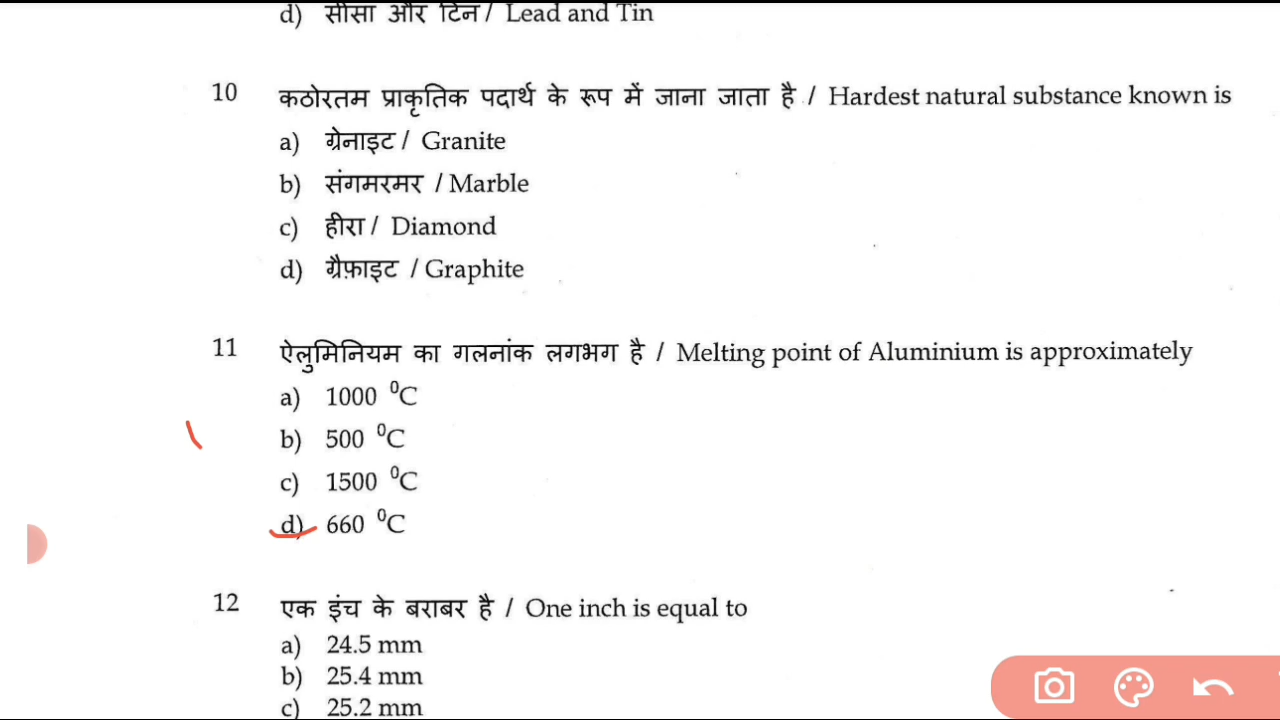 d) सीसा और टिन / Lead and Tin
10 कठोरतम प्राकृतिक पदार्थ के रूप में जाना जाता है / Hardest natural substance known is
a) ग्रेनाइट / Granite
b) संगमरमर / Marble
c) हीरा / Diamond
d) ग्रैफ़ाइट / Graphite
11 ऐलुमिनियम का गलनांक लगभग है / Melting point of Aluminium is approximately
a) 1000 ⁰C
b) 500 ⁰C
c) 1500 ⁰C
d) 660 ⁰C
12 एक इंच के बराबर है / One inch is equal to
a) 24.5 mm
b) 25.4 mm
c) 25.2 mm